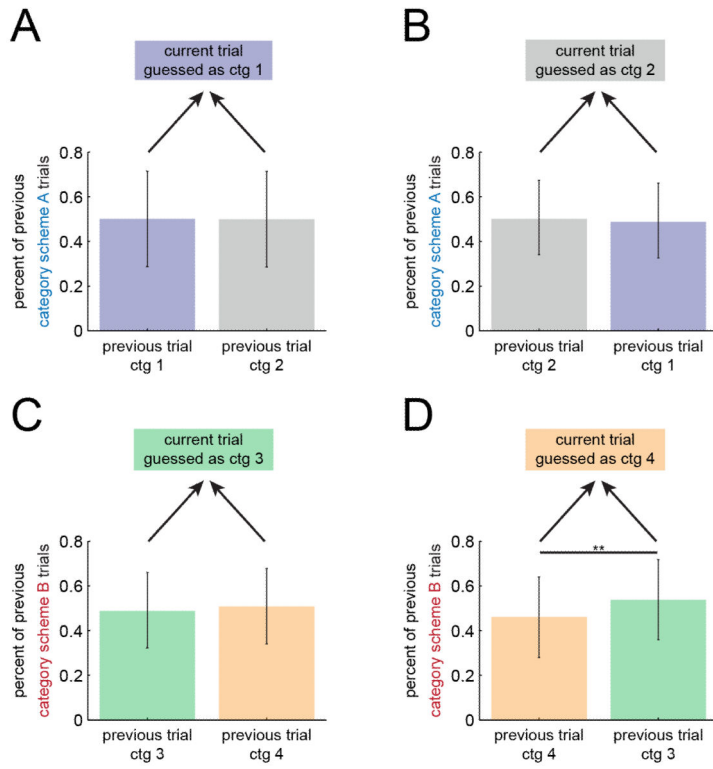 A
current trial
guessed as ctg 1
percent of previous
category scheme A trials
0.8
0.6
0.4
0.2
0
previous trial
ctg 1
previous trial
ctg 2
B
current trial
guessed as ctg 2
percent of previous
category scheme A trials
0.8
0.6
0.4
0.2
0
previous trial
ctg 2
previous trial
ctg 1
C
current trial
guessed as ctg 3
percent of previous
category scheme B trials
0.8
0.6
0.4
0.2
0
previous trial
ctg 3
previous trial
ctg 4
D
current trial
guessed as ctg 4
percent of previous
category scheme B trials
0.8
0.6
0.4
0.2
0
**
previous trial
ctg 4
previous trial
ctg 3